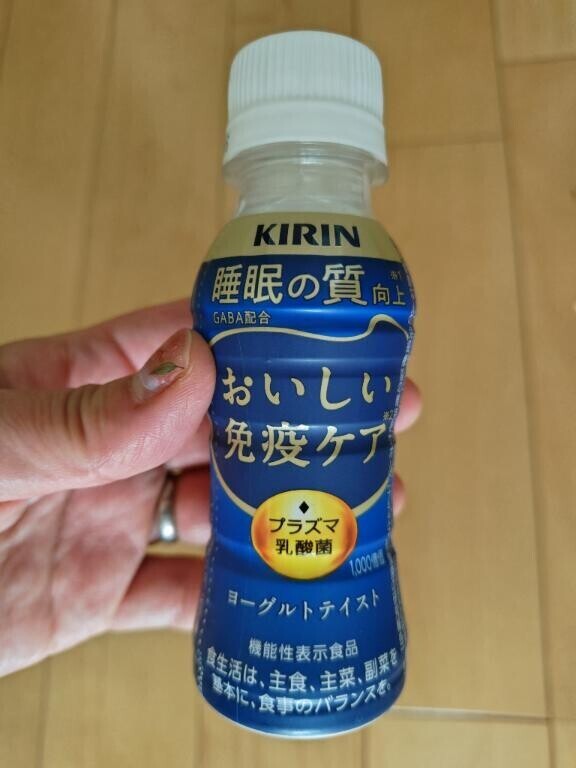 KIRIN
睡眠の質向上※1
GABA配合
おいしい
免疫ケア※2
プラズマ
乳酸菌
1,000億個
ヨーグルトテイスト
機能性表示食品
食生活は、主食、主菜、副菜を
基本に、食事のバランスを。